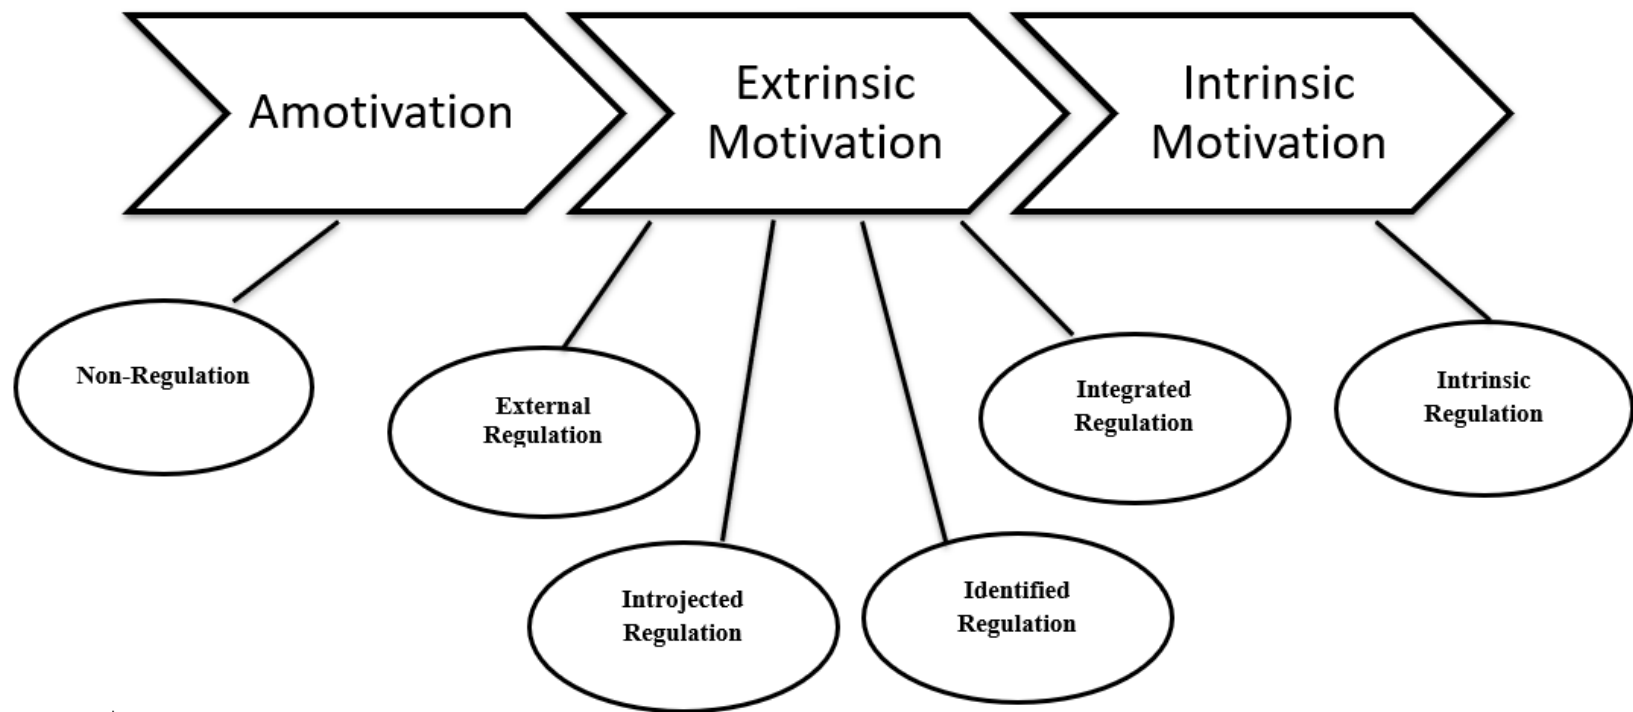 Amotivation
Extrinsic
Motivation
Intrinsic
Motivation
Non-Regulation
External
Regulation
Introjected
Regulation
Identified
Regulation
Integrated
Regulation
Intrinsic
Regulation